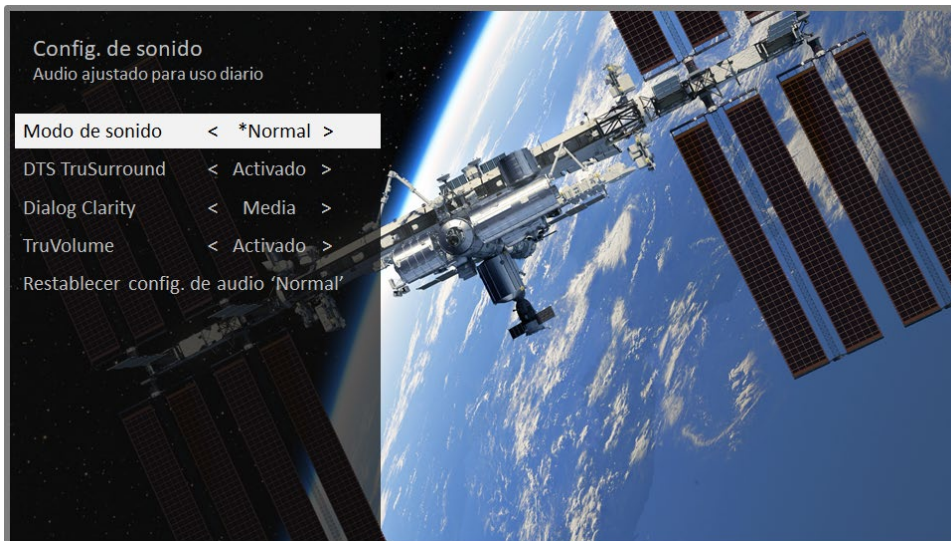 Config. de sonido
Audio ajustado para uso diario
Modo de sonido < *Normal >
DTS TruSurround < Activado >
Dialog Clarity < Media >
TruVolume < Activado >
Restablecer config. de audio ‘Normal’